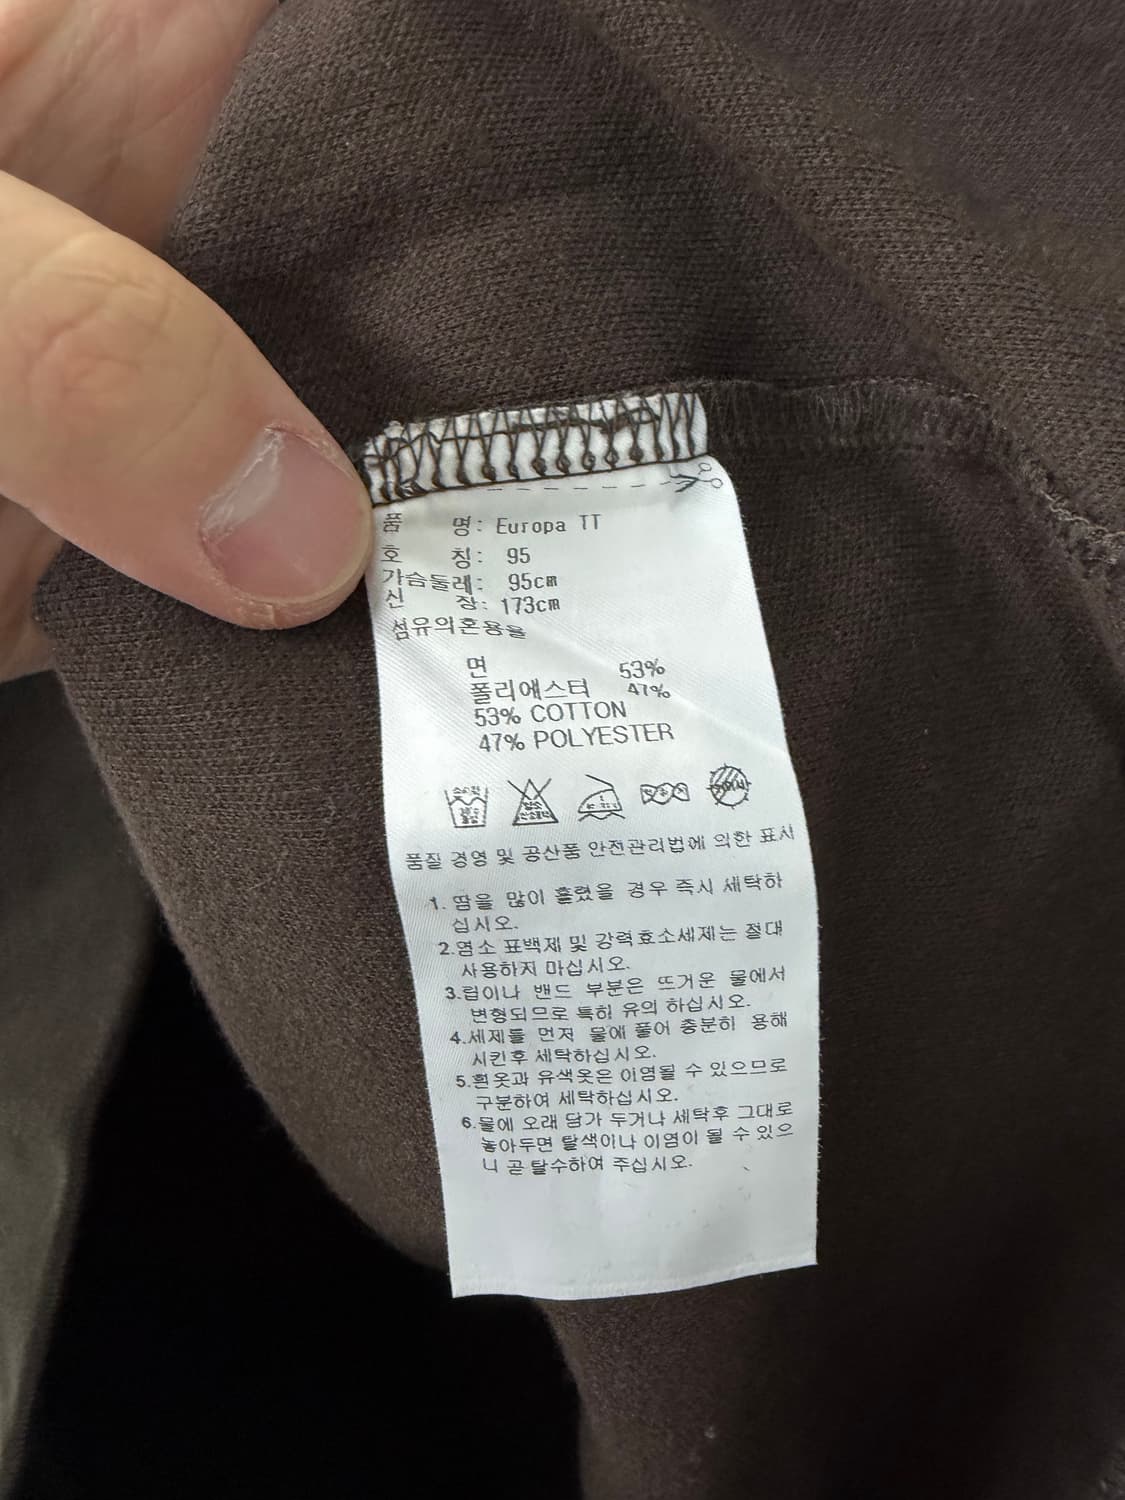 품 명: Europa TT
호 칭: 95
가슴둘레: 95cm
신 장: 173cm
섬유의혼용율
면 53%
폴리에스터 47%
53% COTTON
47% POLYESTER
품질 경영 및 공산품 안전관리법에 의한 표시
1. 땀을 많이 흘렸을 경우 즉시 세탁하
십시오.
2.염소 표백제 및 강력효소세제는 절대
사용하지 마십시오.
3.립이나 밴드 부분은 뜨거운 물에서
변형되므로 특히 유의 하십시오.
4.세제를 먼저 물에 풀어 충분히 용해
시킨후 세탁하십시오.
5.흰옷과 유색옷은 이염될 수 있으므로
구분하여 세탁하십시오.
6.물에 오래 담가 두거나 세탁후 그대로
놓아두면 탈색이나 이염이 될 수 있으
니 곧 탈수하여 주십시오.